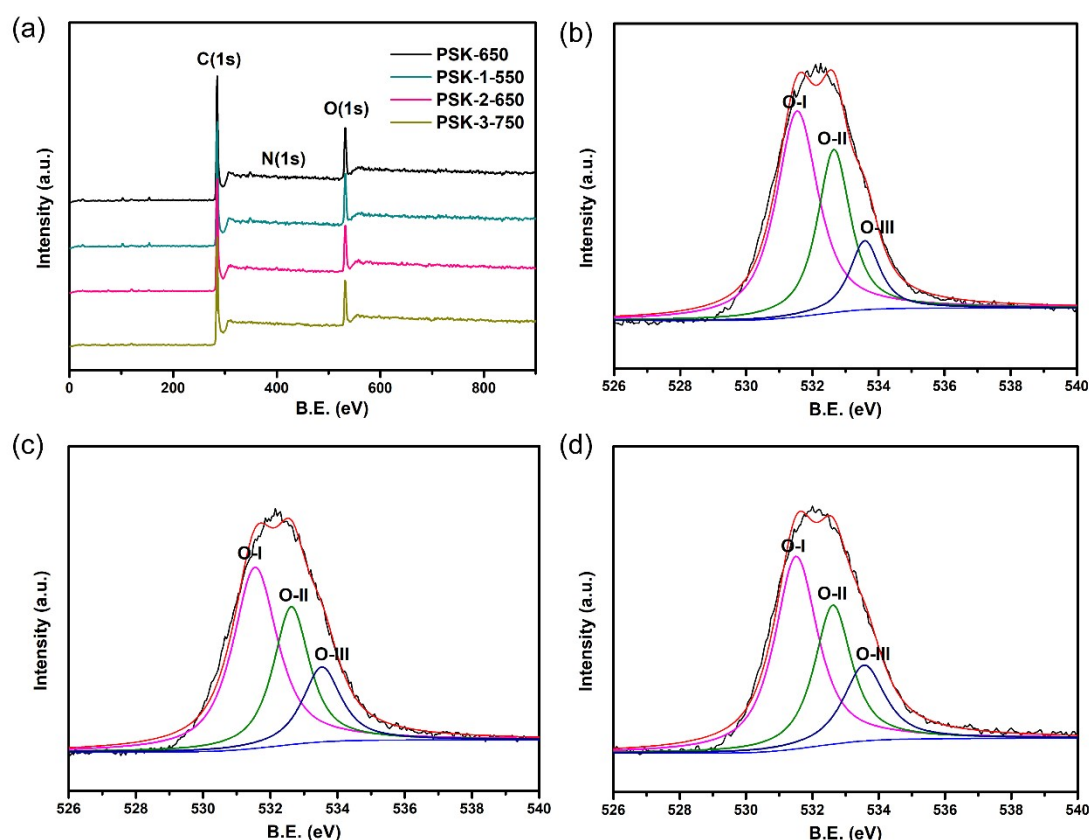 (a)
C(1s)
N(1s)
O(1s)
PSK-650
PSK-1-550
PSK-2-650
PSK-3-750
Intensity (a.u.)
0 200 400 600 800
B.E. (eV)
(b)
O-I
O-II
O-III
Intensity (a.u.)
526 528 530 532 534 536 538 540
B.E. (eV)
(c)
O-I
O-II
O-III
Intensity (a.u.)
526 528 530 532 534 536 538 540
B.E. (eV)
(d)
O-I
O-II
O-III
Intensity (a.u.)
526 528 530 532 534 536 538 540
B.E. (eV)